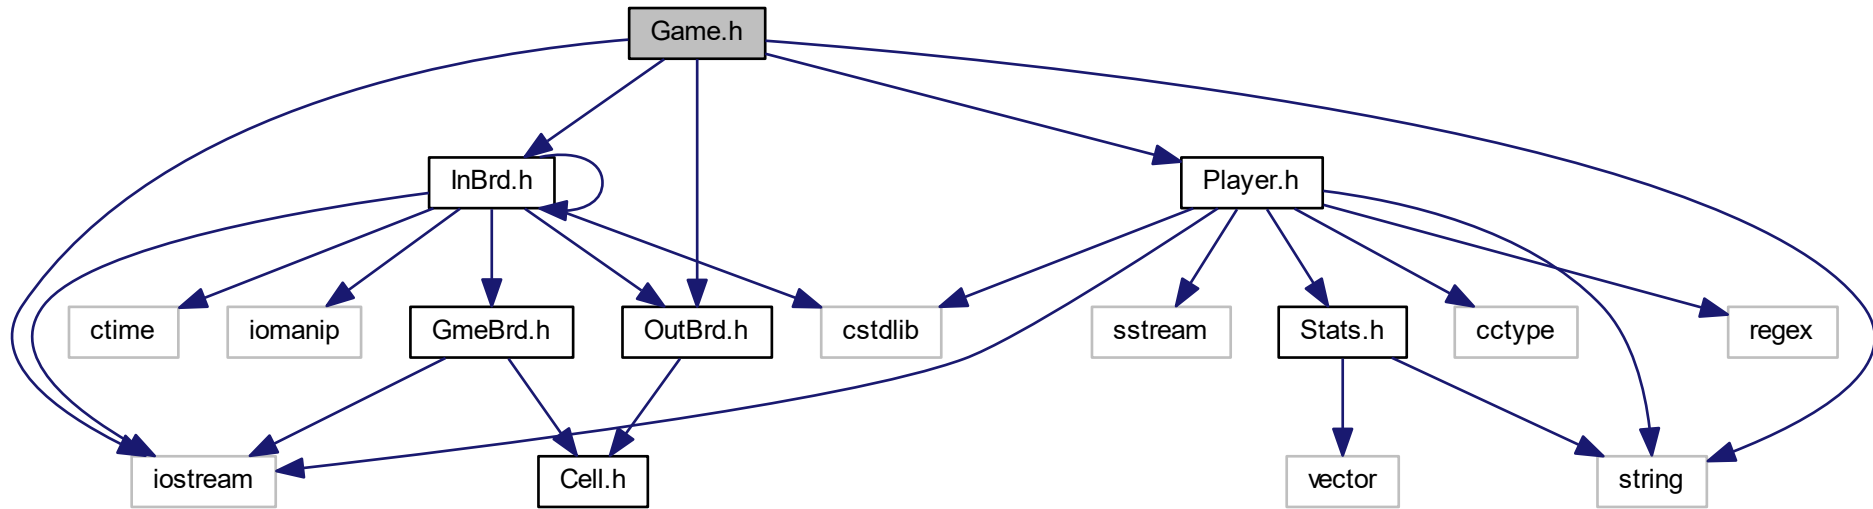 Game.h
InBrd.h
Player.h
ctime
iomanip
GmeBrd.h
OutBrd.h
cstdlib
sstream
Stats.h
cctype
regex
iostream
Cell.h
vector
string